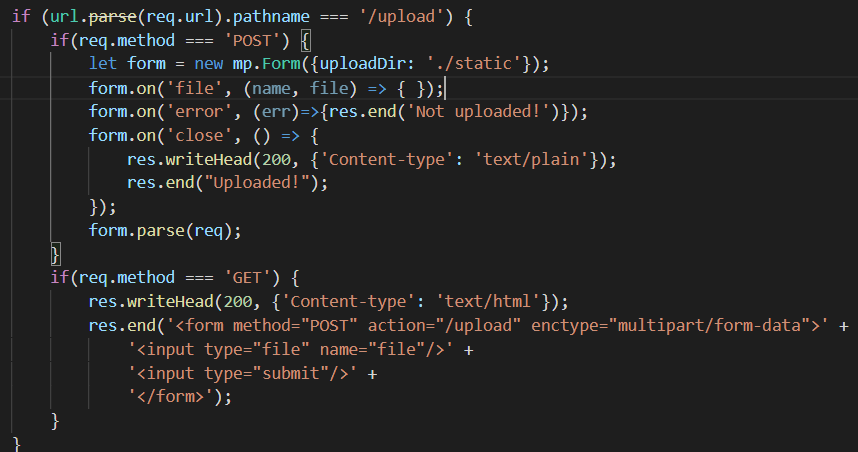 if (url.parse(req.url).pathname === '/upload') {
    if(req.method === 'POST') {
        let form = new mp.Form({uploadDir: './static'});
        form.on('file', (name, file) => { });
        form.on('error', (err)=>{res.end('Not uploaded!')});
        form.on('close', () => {
            res.writeHead(200, {'Content-type': 'text/plain'});
            res.end("Uploaded!");
        });
        form.parse(req);
    }
    if(req.method === 'GET') {
        res.writeHead(200, {'Content-type': 'text/html'});
        res.end('<form method="POST" action="/upload" enctype="multipart/form-data">' +
            '<input type="file" name="file"/>' +
            '<input type="submit"/>' +
            '</form>');
    }
}